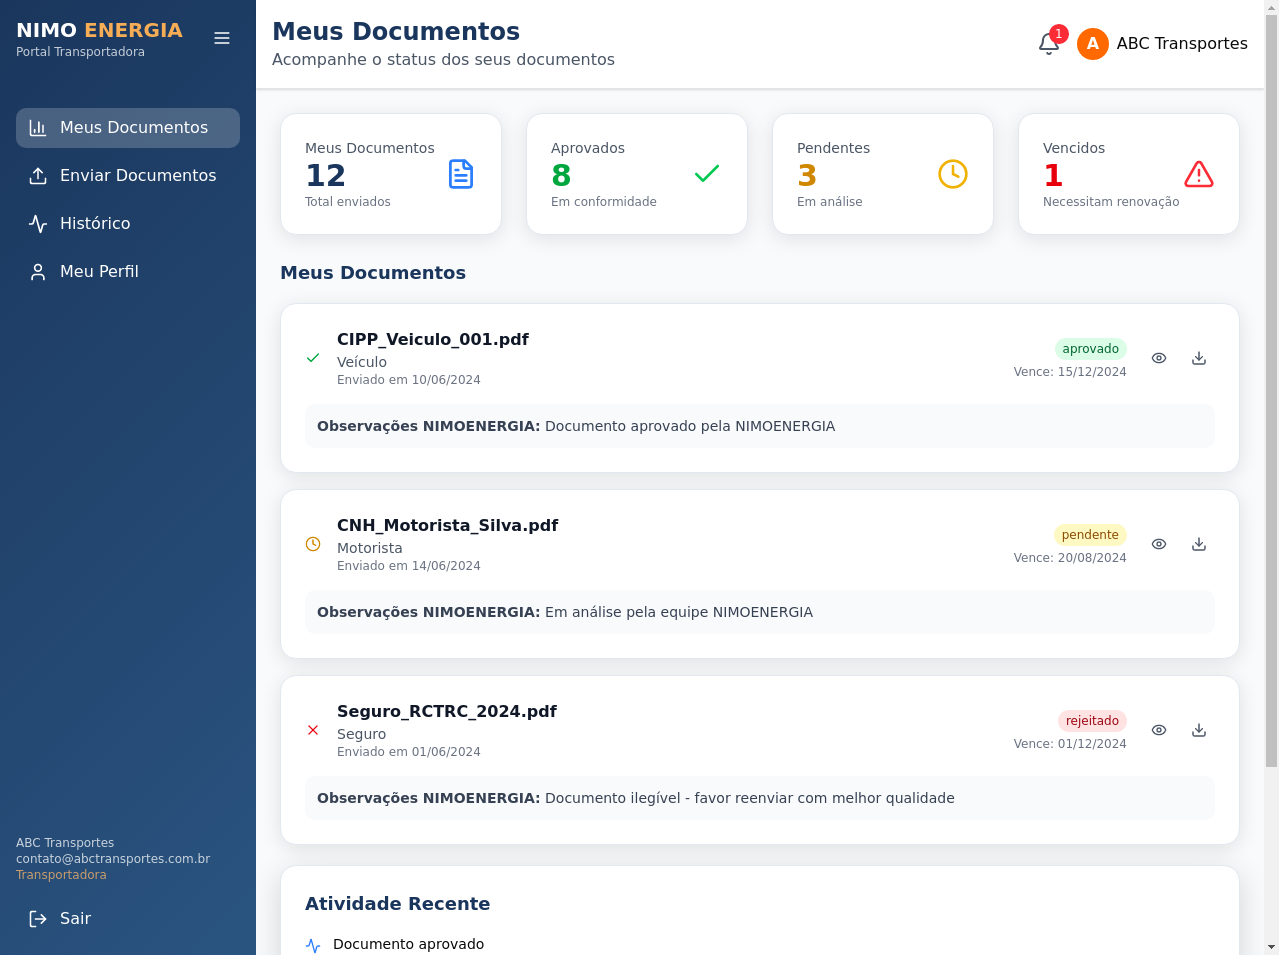 NIMO ENERGIA
Portal Transportadora
Meus Documentos
Enviar Documentos
Histórico
Meu Perfil
ABC Transportes
contato@abctransportes.com.br
Transportadora
Sair
Meus Documentos
Acompanhe o status dos seus documentos
1
A
ABC Transportes
Meus Documentos
12
Total enviados
Aprovados
8
Em conformidade
Pendentes
3
Em análise
Vencidos
1
Necessitam renovação
Meus Documentos
CIPP_Veiculo_001.pdf
Veículo
Enviado em 10/06/2024
aprovado
Vence: 15/12/2024
Observações NIMOENERGIA: Documento aprovado pela NIMOENERGIA
CNH_Motorista_Silva.pdf
Motorista
Enviado em 14/06/2024
pendente
Vence: 20/08/2024
Observações NIMOENERGIA: Em análise pela equipe NIMOENERGIA
Seguro_RCTRC_2024.pdf
Seguro
Enviado em 01/06/2024
rejeitado
Vence: 01/12/2024
Observações NIMOENERGIA: Documento ilegível - favor reenviar com melhor qualidade
Atividade Recente
Documento aprovado